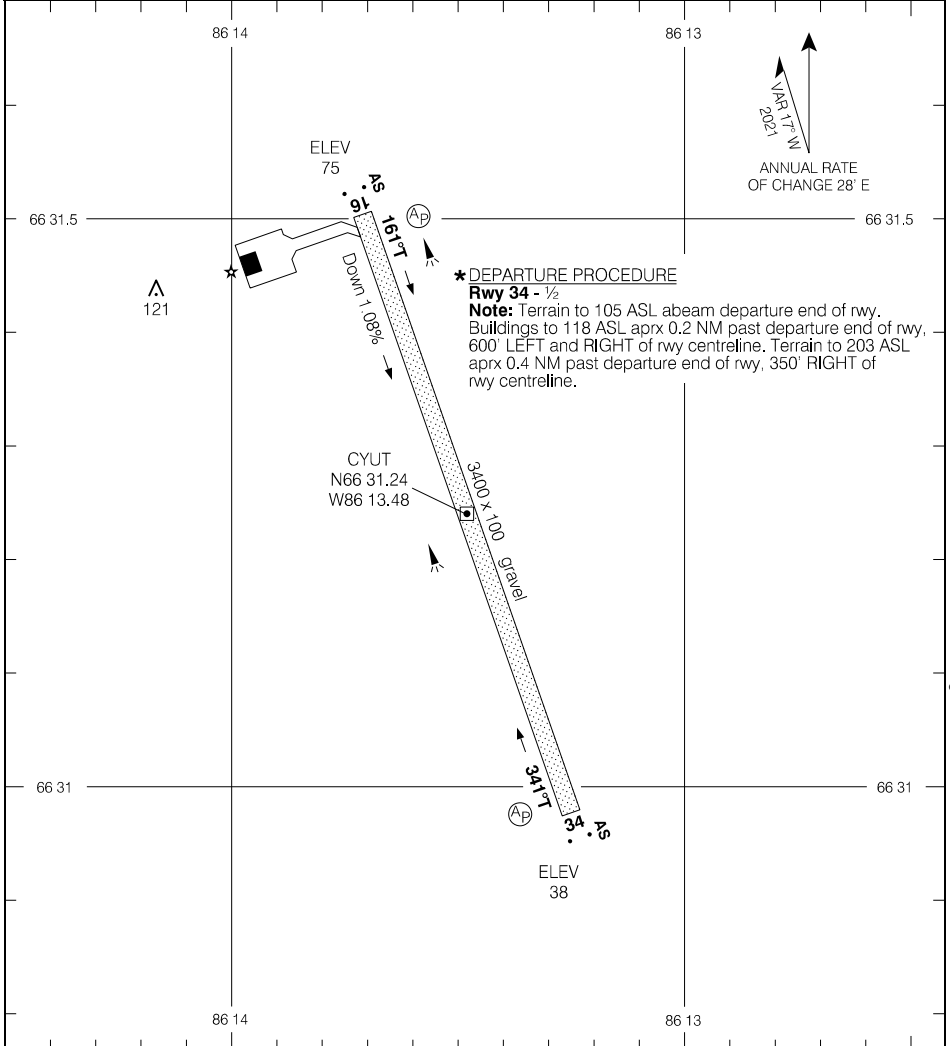 86 14
86 13
VAR 17° W
2021
ANNUAL RATE
OF CHANGE 28' E
ELEV
75
AS
16
AP
66 31.5
66 31.5
161°T
Down 1.08%
121
* DEPARTURE PROCEDURE
Rwy 34 - ½
Note: Terrain to 105 ASL abeam departure end of rwy.
Buildings to 118 ASL aprx 0.2 NM past departure end of rwy,
600' LEFT and RIGHT of rwy centreline. Terrain to 203 ASL
aprx 0.4 NM past departure end of rwy, 350' RIGHT of
rwy centreline.
CYUT
N66 31.24
W86 13.48
3400 x 100 gravel
66 31
66 31
341°T
AP
34
AS
ELEV
38
86 14
86 13